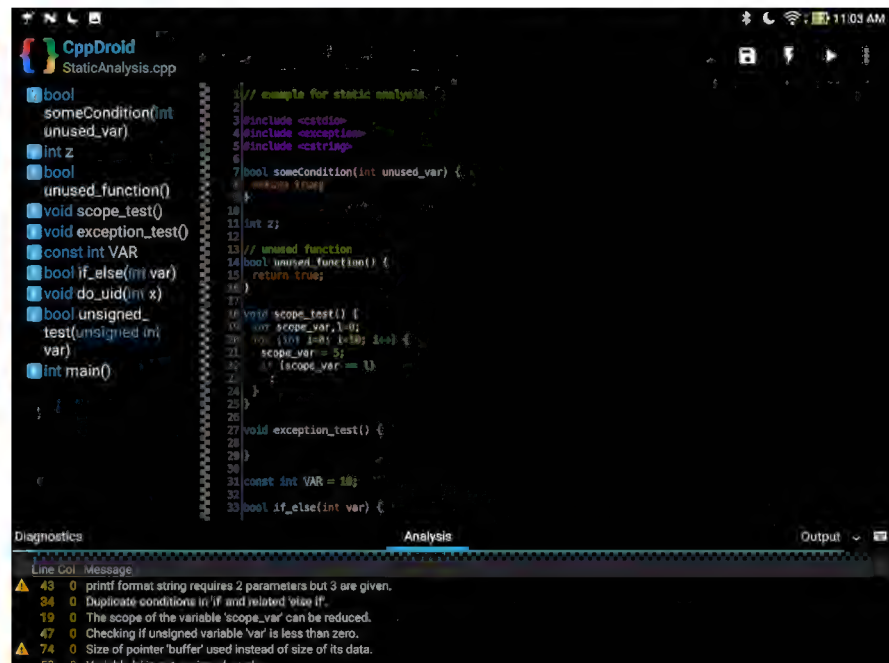 11:03 AM
CppDroid
StaticAnalysis.cpp
bool
someCondition(int
unused_var)
int z
bool
unused_function()
void scope_test()
void exception_test()
const int VAR
bool if_else(int var)
void do_uid(int x)
bool unsigned_
test(unsigned int
var)
int main()
1 // example for static analysis.
2
3 #include <cstdio>
4 #include <exception>
5 #include <cstring>
6
7 bool someCondition(int unused_var) {
8 return true;
9 }
10
11 int z;
12
13 // unused function
14 bool unused_function() {
15 return true;
16 }
17
18 void scope_test() {
19 int scope_var,l=0;
20 for (int i=0; i<10; i++) {
21 scope_var = 5;
22 if (scope_var == l)
23 ;
24 }
25 }
26
27 void exception_test() {
28
29 }
30
31 const int VAR = 10;
32
33 bool if_else(int var) {
Diagnostics Analysis Output
Line Col Message
43 0 printf format string requires 2 parameters but 3 are given.
34 0 Duplicate conditions in 'if' and related 'else if'.
19 0 The scope of the variable 'scope_var' can be reduced.
47 0 Checking if unsigned variable 'var' is less than zero.
74 0 Size of pointer 'buffer' used instead of size of its data.